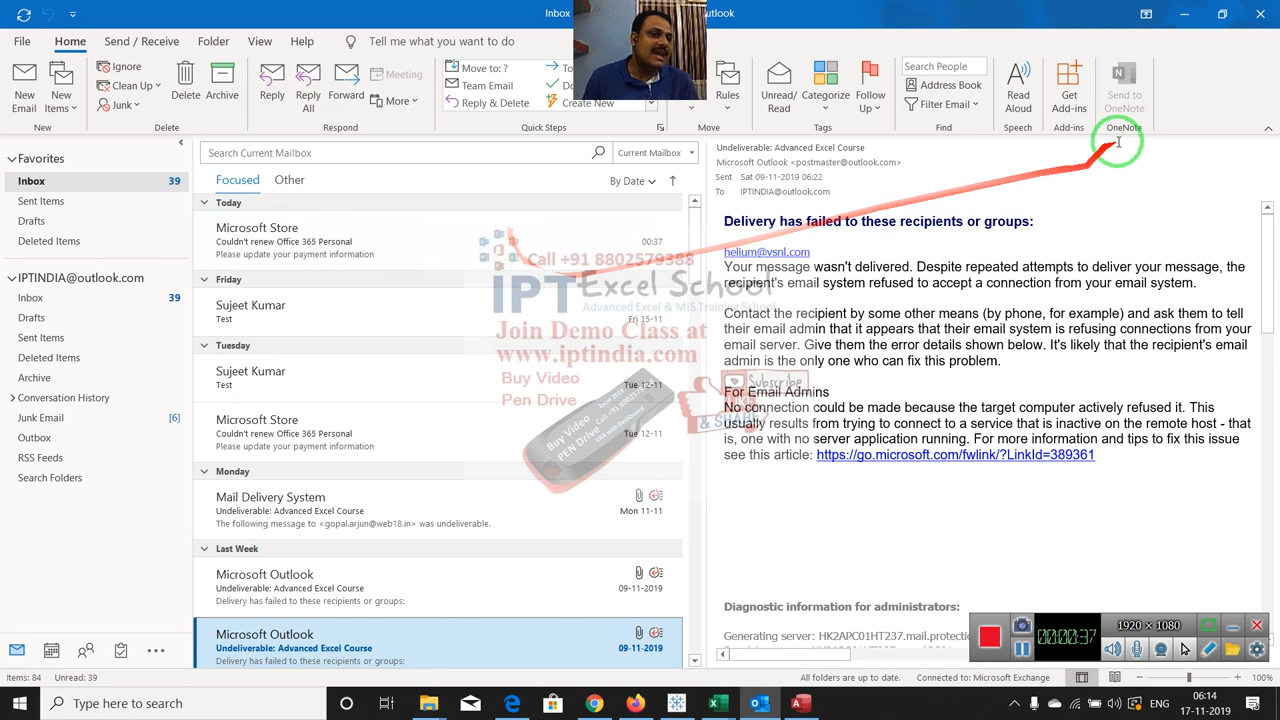 Inbox
utlook
File
Home
Send / Receive
Folder
View
Help
Tell me what you want to do
New
Email
New
Items
Ignore
Clean Up
Junk
Delete
Archive
Reply
Reply
All
Forward
Meeting
More
Move to: ?
Team Email
Reply & Delete
To
Create New
Rules
Unread/
Read
Categorize
Follow
Up
Search People
Address Book
Filter Email
Read
Aloud
Get
Add-ins
Send to
OneNote
New
Delete
Respond
Quick Steps
Move
Tags
Find
Speech
Add-ins
OneNote
Favorites
Inbox 39
Sent Items
Drafts
Deleted Items
IPTINDIA@outlook.com
Inbox 39
Drafts
Sent Items
Deleted Items
Archive
Conversation History
Junk Email [6]
Outbox
RSS Feeds
Search Folders
Search Current Mailbox
Current Mailbox
Focused
Other
By Date
Today
Microsoft Store
Couldn't renew Office 365 Personal 00:37
Please update your payment information
Friday
Sujeet Kumar
Test Fri 15-11
Tuesday
Sujeet Kumar
Test Tue 12-11
Microsoft Store
Couldn't renew Office 365 Personal Tue 12-11
Please update your payment information
Monday
Mail Delivery System
Undeliverable: Advanced Excel Course Mon 11-11
The following message to <gopal.arjun@web18.in> was undeliverable.
Last Week
Microsoft Outlook
Undeliverable: Advanced Excel Course 09-11-2019
Delivery has failed to these recipients or groups:
Microsoft Outlook
Undeliverable: Advanced Excel Course 09-11-2019
Delivery has failed to these recipients or groups:
Undeliverable: Advanced Excel Course
Microsoft Outlook <postmaster@outlook.com>
Sent Sat 09-11-2019 06:22
To IPTINDIA@outlook.com
Delivery has failed to these recipients or groups:
helium@vsnl.com
Your message wasn't delivered. Despite repeated attempts to deliver your message, the
recipient's email system refused to accept a connection from your email system.
Contact the recipient by some other means (by phone, for example) and ask them to tell
their email admin that it appears that their email system is refusing connections from your
email server. Give them the error details shown below. It's likely that the recipient's email
admin is the only one who can fix this problem.
For Email Admins
No connection could be made because the target computer actively refused it. This
usually results from trying to connect to a service that is inactive on the remote host - that
is, one with no server application running. For more information and tips to fix this issue
see this article: https://go.microsoft.com/fwlink/?LinkId=389361
Diagnostic information for administrators:
Generating server: HK2APC01HT237.mail.protectio
Call +91 8802579388
IPT Excel School
Advanced Excel & MIS Training School
Join Demo Class at
www.iptindia.com
Buy Video
Pen Drive
Buy Video
PEN Drive
Subscribe
LIKE
& SHARE
1920 × 1080
00:00:37
Items: 84 Unread: 39
All folders are up to date.
Connected to: Microsoft Exchange
100%
Type here to search
ENG
06:14
17-11-2019